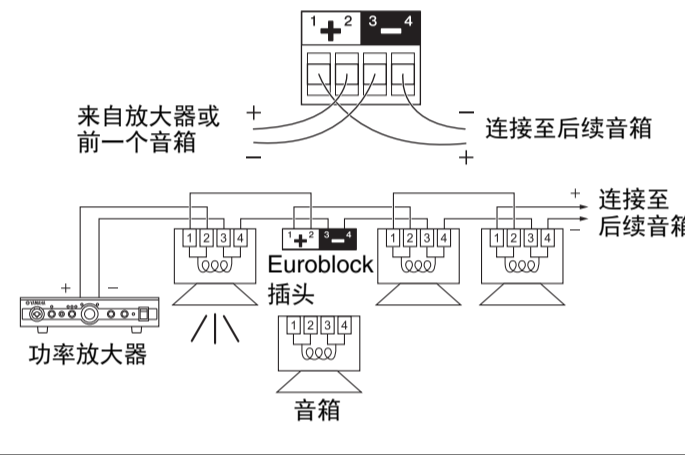 1 + 2 3 − 4
来自放大器或
前一个音箱
+
−
−
+
连接至后续音箱
1 2 3 4
1 + 2 3 − 4
1 2 3 4
1 2 3 4
+
−
连接至
后续音箱
Euroblock
插头
+ −
YAMAHA
功率放大器
1 2 3 4
音箱